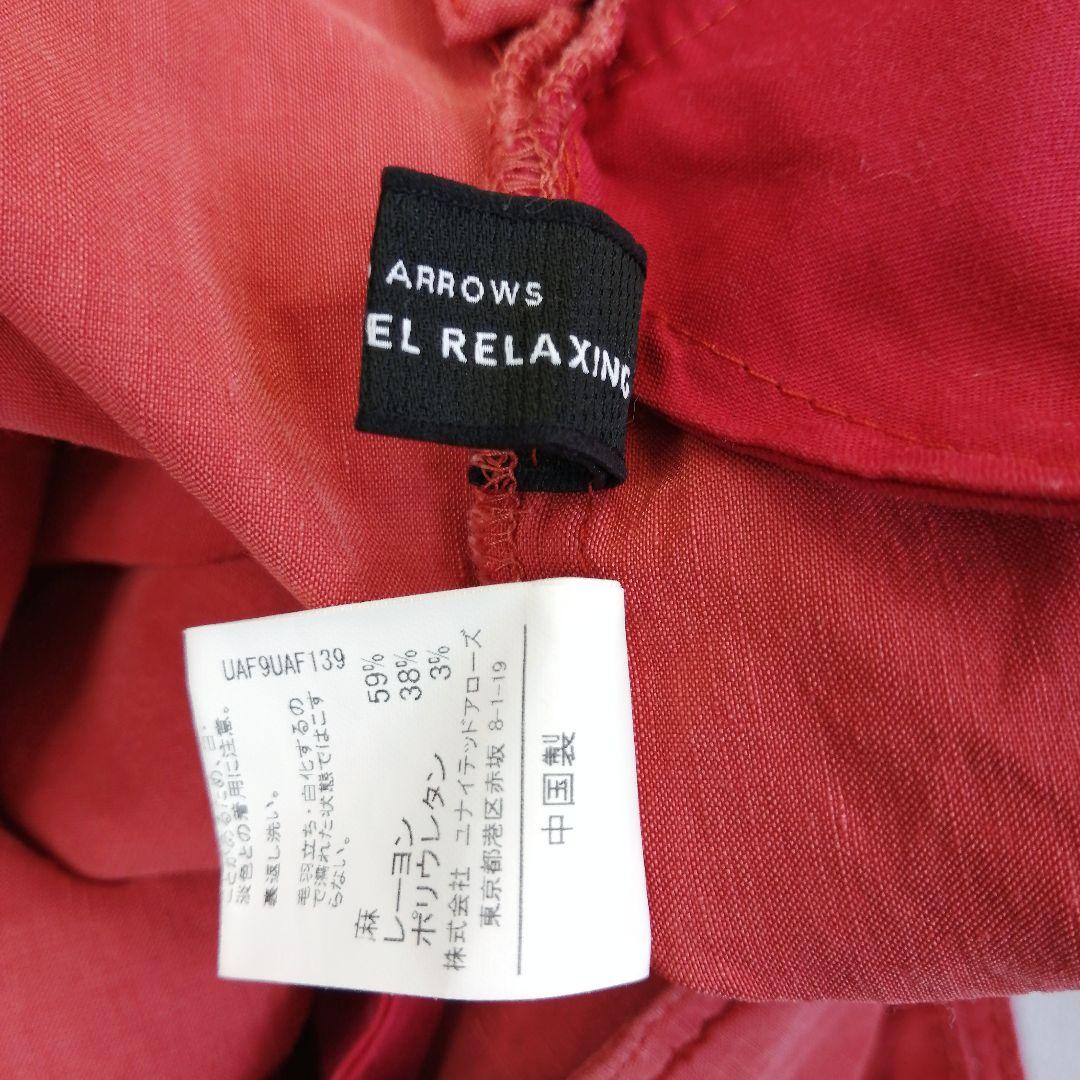 ARROWS
EL RELAXING
UAF9UAF139
淡色との着用に注意。
裏返し洗い。
毛羽立ち・白化するの
で濡れた状態ではこす
らない。
麻 59%
レーヨン 38%
ポリウレタン 3%
株式会社 ユナイテッドアローズ
東京都港区赤坂 8-1-19
中国製